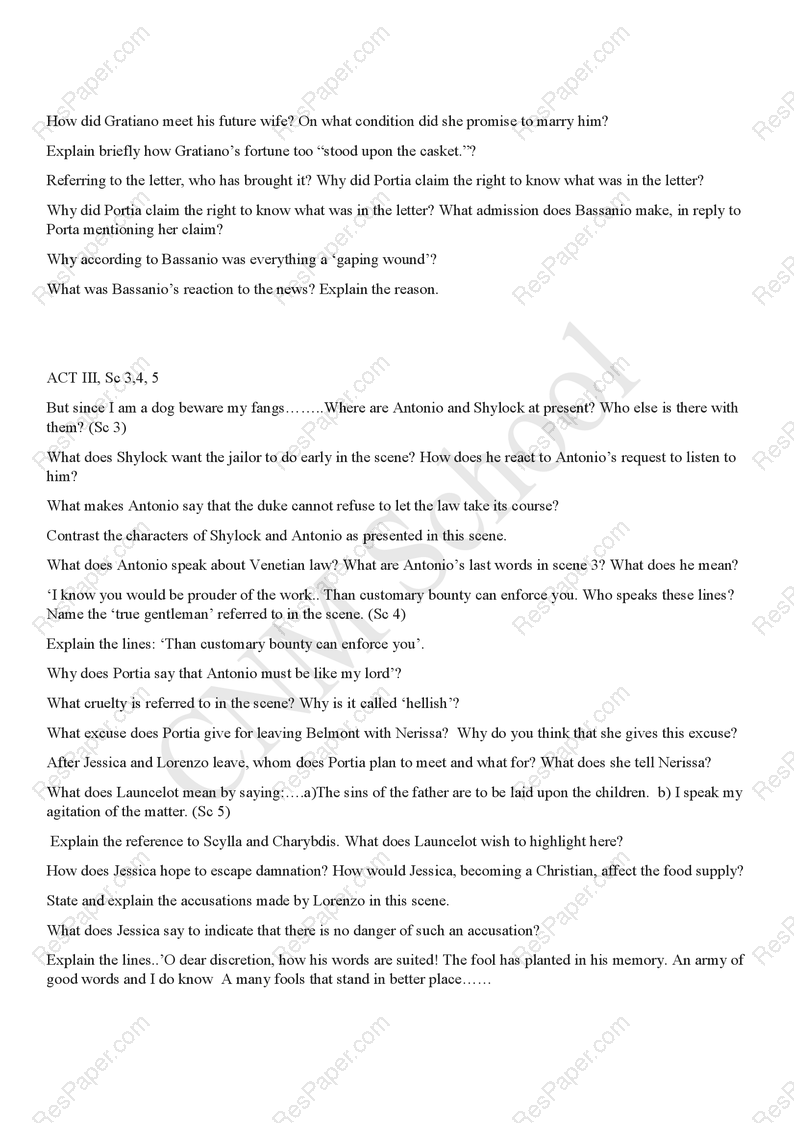 How did Gratiano meet his future wife? On what condition did she promise to marry him?
Explain briefly how Gratiano’s fortune too “stood upon the casket.”?
Referring to the letter, who has brought it? Why did Portia claim the right to know what was in the letter?
Why did Portia claim the right to know what was in the letter? What admission does Bassanio make, in reply to
Porta mentioning her claim?
Why according to Bassanio was everything a ‘gaping wound’?
What was Bassanio’s reaction to the news? Explain the reason.
ACT III, Sc 3,4, 5
But since I am a dog beware my fangs……..Where are Antonio and Shylock at present? Who else is there with
them? (Sc 3)
What does Shylock want the jailor to do early in the scene? How does he react to Antonio’s request to listen to
him?
What makes Antonio say that the duke cannot refuse to let the law take its course?
Contrast the characters of Shylock and Antonio as presented in this scene.
What does Antonio speak about Venetian law? What are Antonio’s last words in scene 3? What does he mean?
‘I know you would be prouder of the work.. Than customary bounty can enforce you. Who speaks these lines?
Name the ‘true gentleman’ referred to in the scene. (Sc 4)
Explain the lines: ‘Than customary bounty can enforce you’.
Why does Portia say that Antonio must be like my lord’?
What cruelty is referred to in the scene? Why is it called ‘hellish’?
What excuse does Portia give for leaving Belmont with Nerissa?  Why do you think that she gives this excuse?
After Jessica and Lorenzo leave, whom does Portia plan to meet and what for? What does she tell Nerissa?
What does Launcelot mean by saying:….a)The sins of the father are to be laid upon the children.  b) I speak my
agitation of the matter. (Sc 5)
Explain the reference to Scylla and Charybdis. What does Launcelot wish to highlight here?
How does Jessica hope to escape damnation? How would Jessica, becoming a Christian, affect the food supply?
State and explain the accusations made by Lorenzo in this scene.
What does Jessica say to indicate that there is no danger of such an accusation?
Explain the lines..’O dear discretion, how his words are suited! The fool has planted in his memory. An army of
good words and I do know  A many fools that stand in better place……
CNM School
ResPaper.com